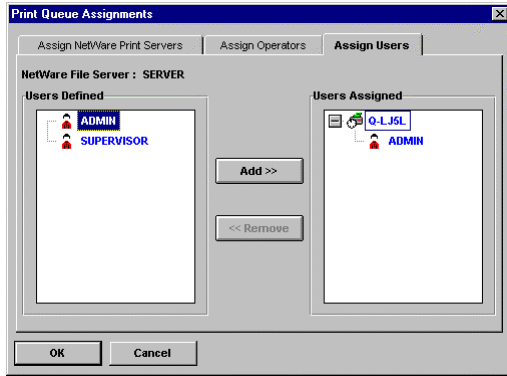 Print Queue Assignments
Assign NetWare Print Servers
Assign Operators
Assign Users
NetWare File Server : SERVER
Users Defined
Users Assigned
ADMIN
SUPERVISOR
Q-LJ5L
ADMIN
Add >>
<< Remove
OK
Cancel